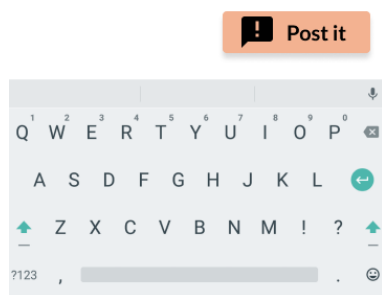 Post it
1 2 3 4 5 6 7 8 9 0
Q W E R T Y U I O P
A S D F G H J K L
Z X C V B N M ! ?
?123 , .